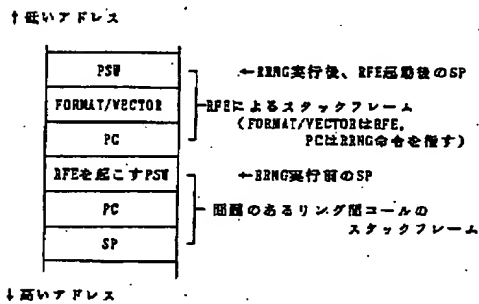 ↑低いアドレス
PSW
←RRNG実行後、RFE起動後のSP
FORMAT/VECTOR
RFEによるスタックフレーム
(FORMAT/VECTORはRFE,
PC
PCはRRNG命令を指す)
RFEを起こすPSW
←RRNG実行前のSP
PC
問題のあるリング間コールの
スタックフレーム
SP
↓高いアドレス